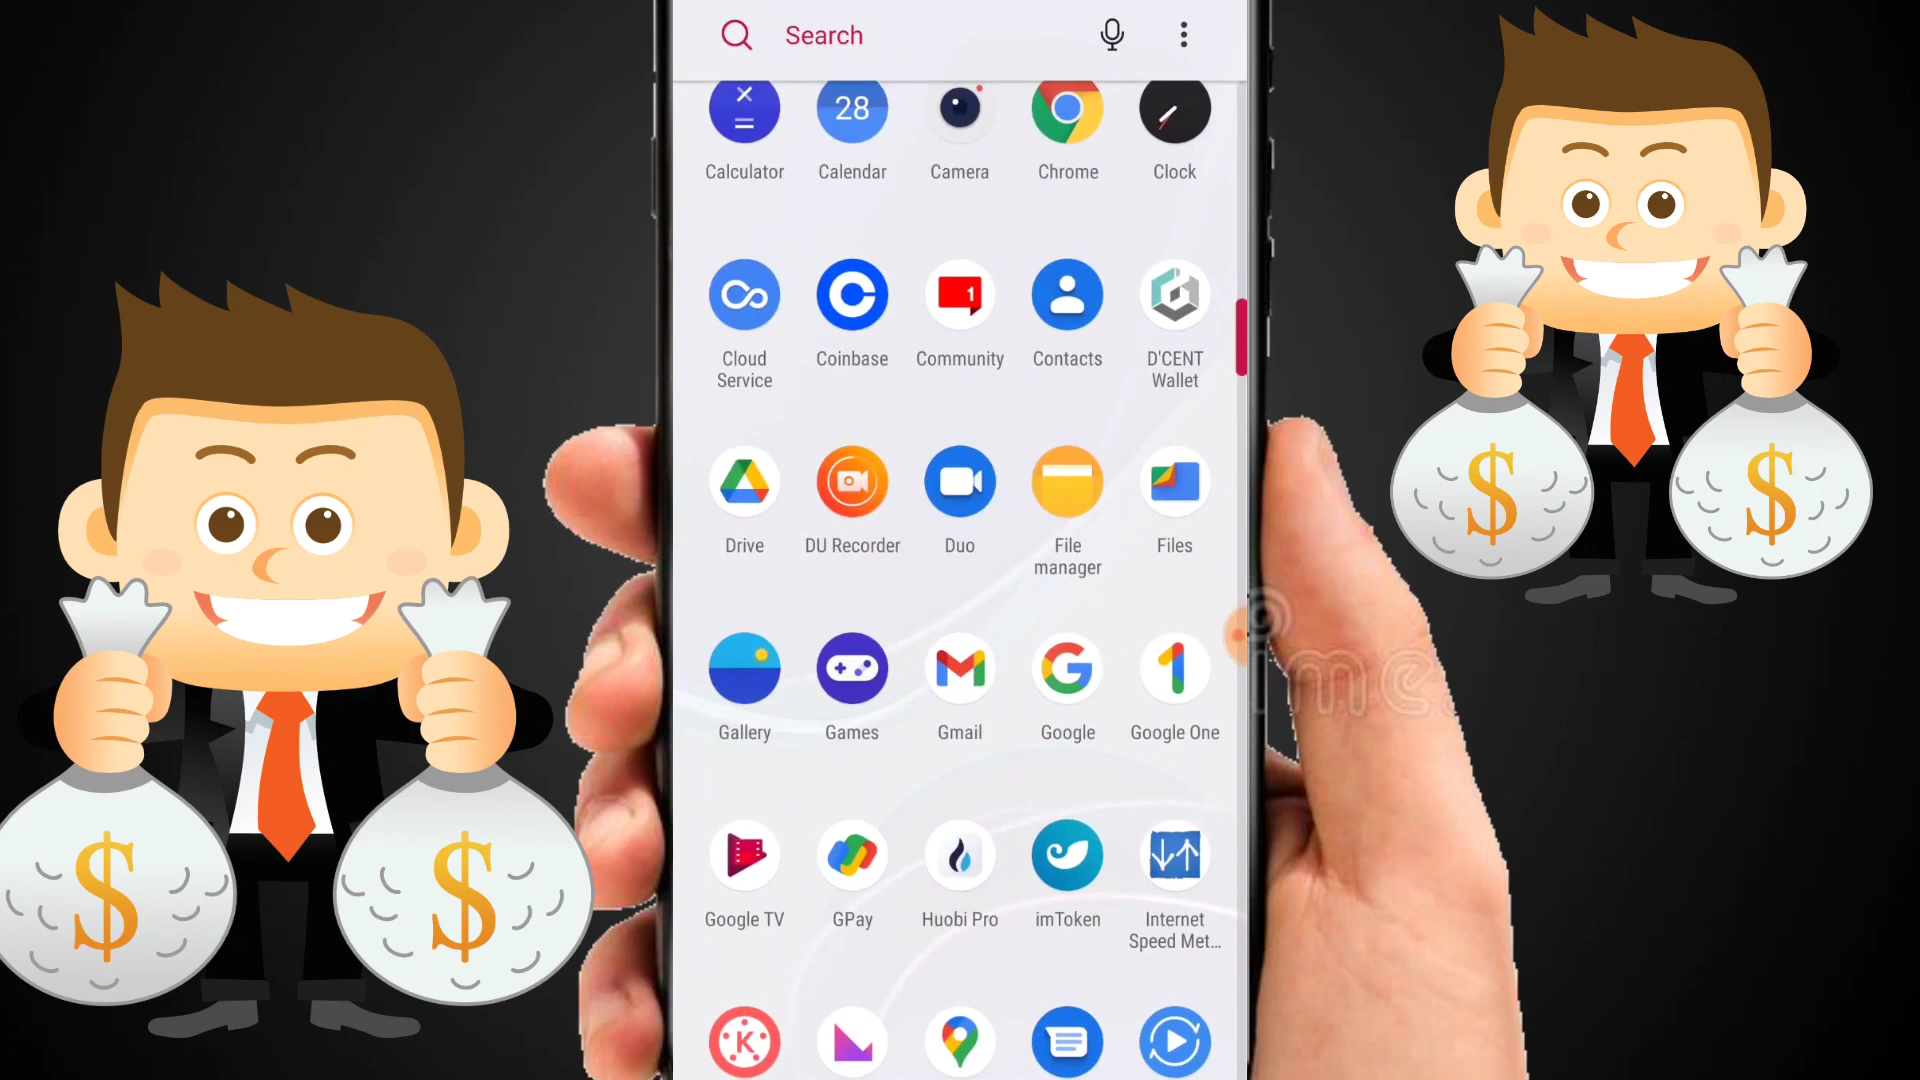 Search
28
Calculator Calendar Camera Chrome Clock
1
Cloud Service Coinbase Community Contacts D'CENT Wallet
Drive DU Recorder Duo File manager Files
Gallery Games Gmail Google Google One
Google TV GPay Huobi Pro imToken Internet Speed Met...
K
$ $
$ $